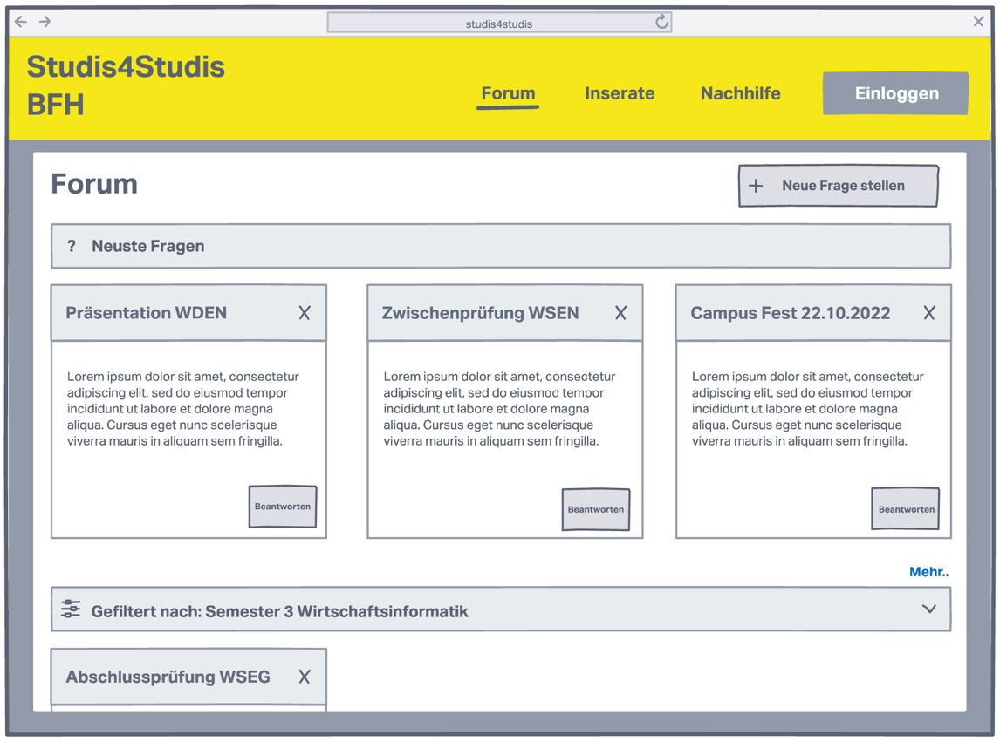 studis4studis
Studis4Studis
BFH
Forum
Inserate
Nachhilfe
Einloggen
Forum
+ Neue Frage stellen
? Neuste Fragen
Präsentation WDEN X
Lorem ipsum dolor sit amet, consectetur
adipiscing elit, sed do eiusmod tempor
incididunt ut labore et dolore magna
aliqua. Cursus eget nunc scelerisque
viverra mauris in aliquam sem fringilla.
Beantworten
Zwischenprüfung WSEN X
Lorem ipsum dolor sit amet, consectetur
adipiscing elit, sed do eiusmod tempor
incididunt ut labore et dolore magna
aliqua. Cursus eget nunc scelerisque
viverra mauris in aliquam sem fringilla.
Beantworten
Campus Fest 22.10.2022 X
Lorem ipsum dolor sit amet, consectetur
adipiscing elit, sed do eiusmod tempor
incididunt ut labore et dolore magna
aliqua. Cursus eget nunc scelerisque
viverra mauris in aliquam sem fringilla.
Beantworten
Mehr..
Gefiltert nach: Semester 3 Wirtschaftsinformatik
Abschlussprüfung WSEG X